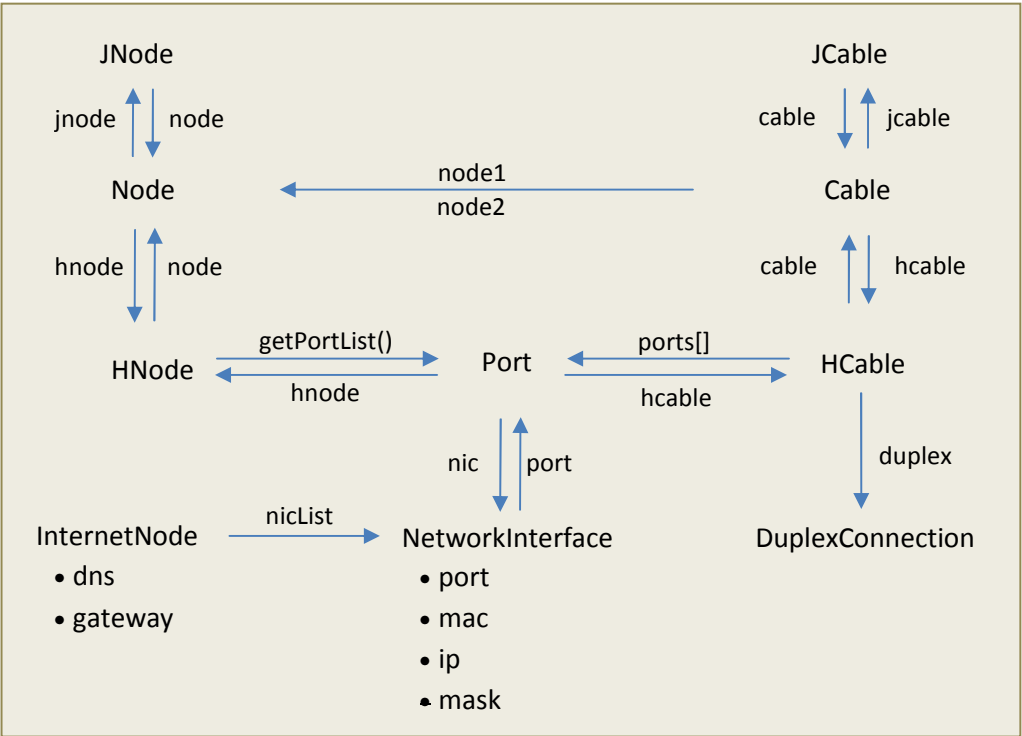 JNode JCable
jnode node cable jcable
Node node1 Cable
node2
hnode node cable hcable
getPortList() ports[]
HNode Port HCable
hnode hcable
nic port duplex
nicList
InternetNode NetworkInterface DuplexConnection
• dns • port
• gateway • mac
• ip
• mask